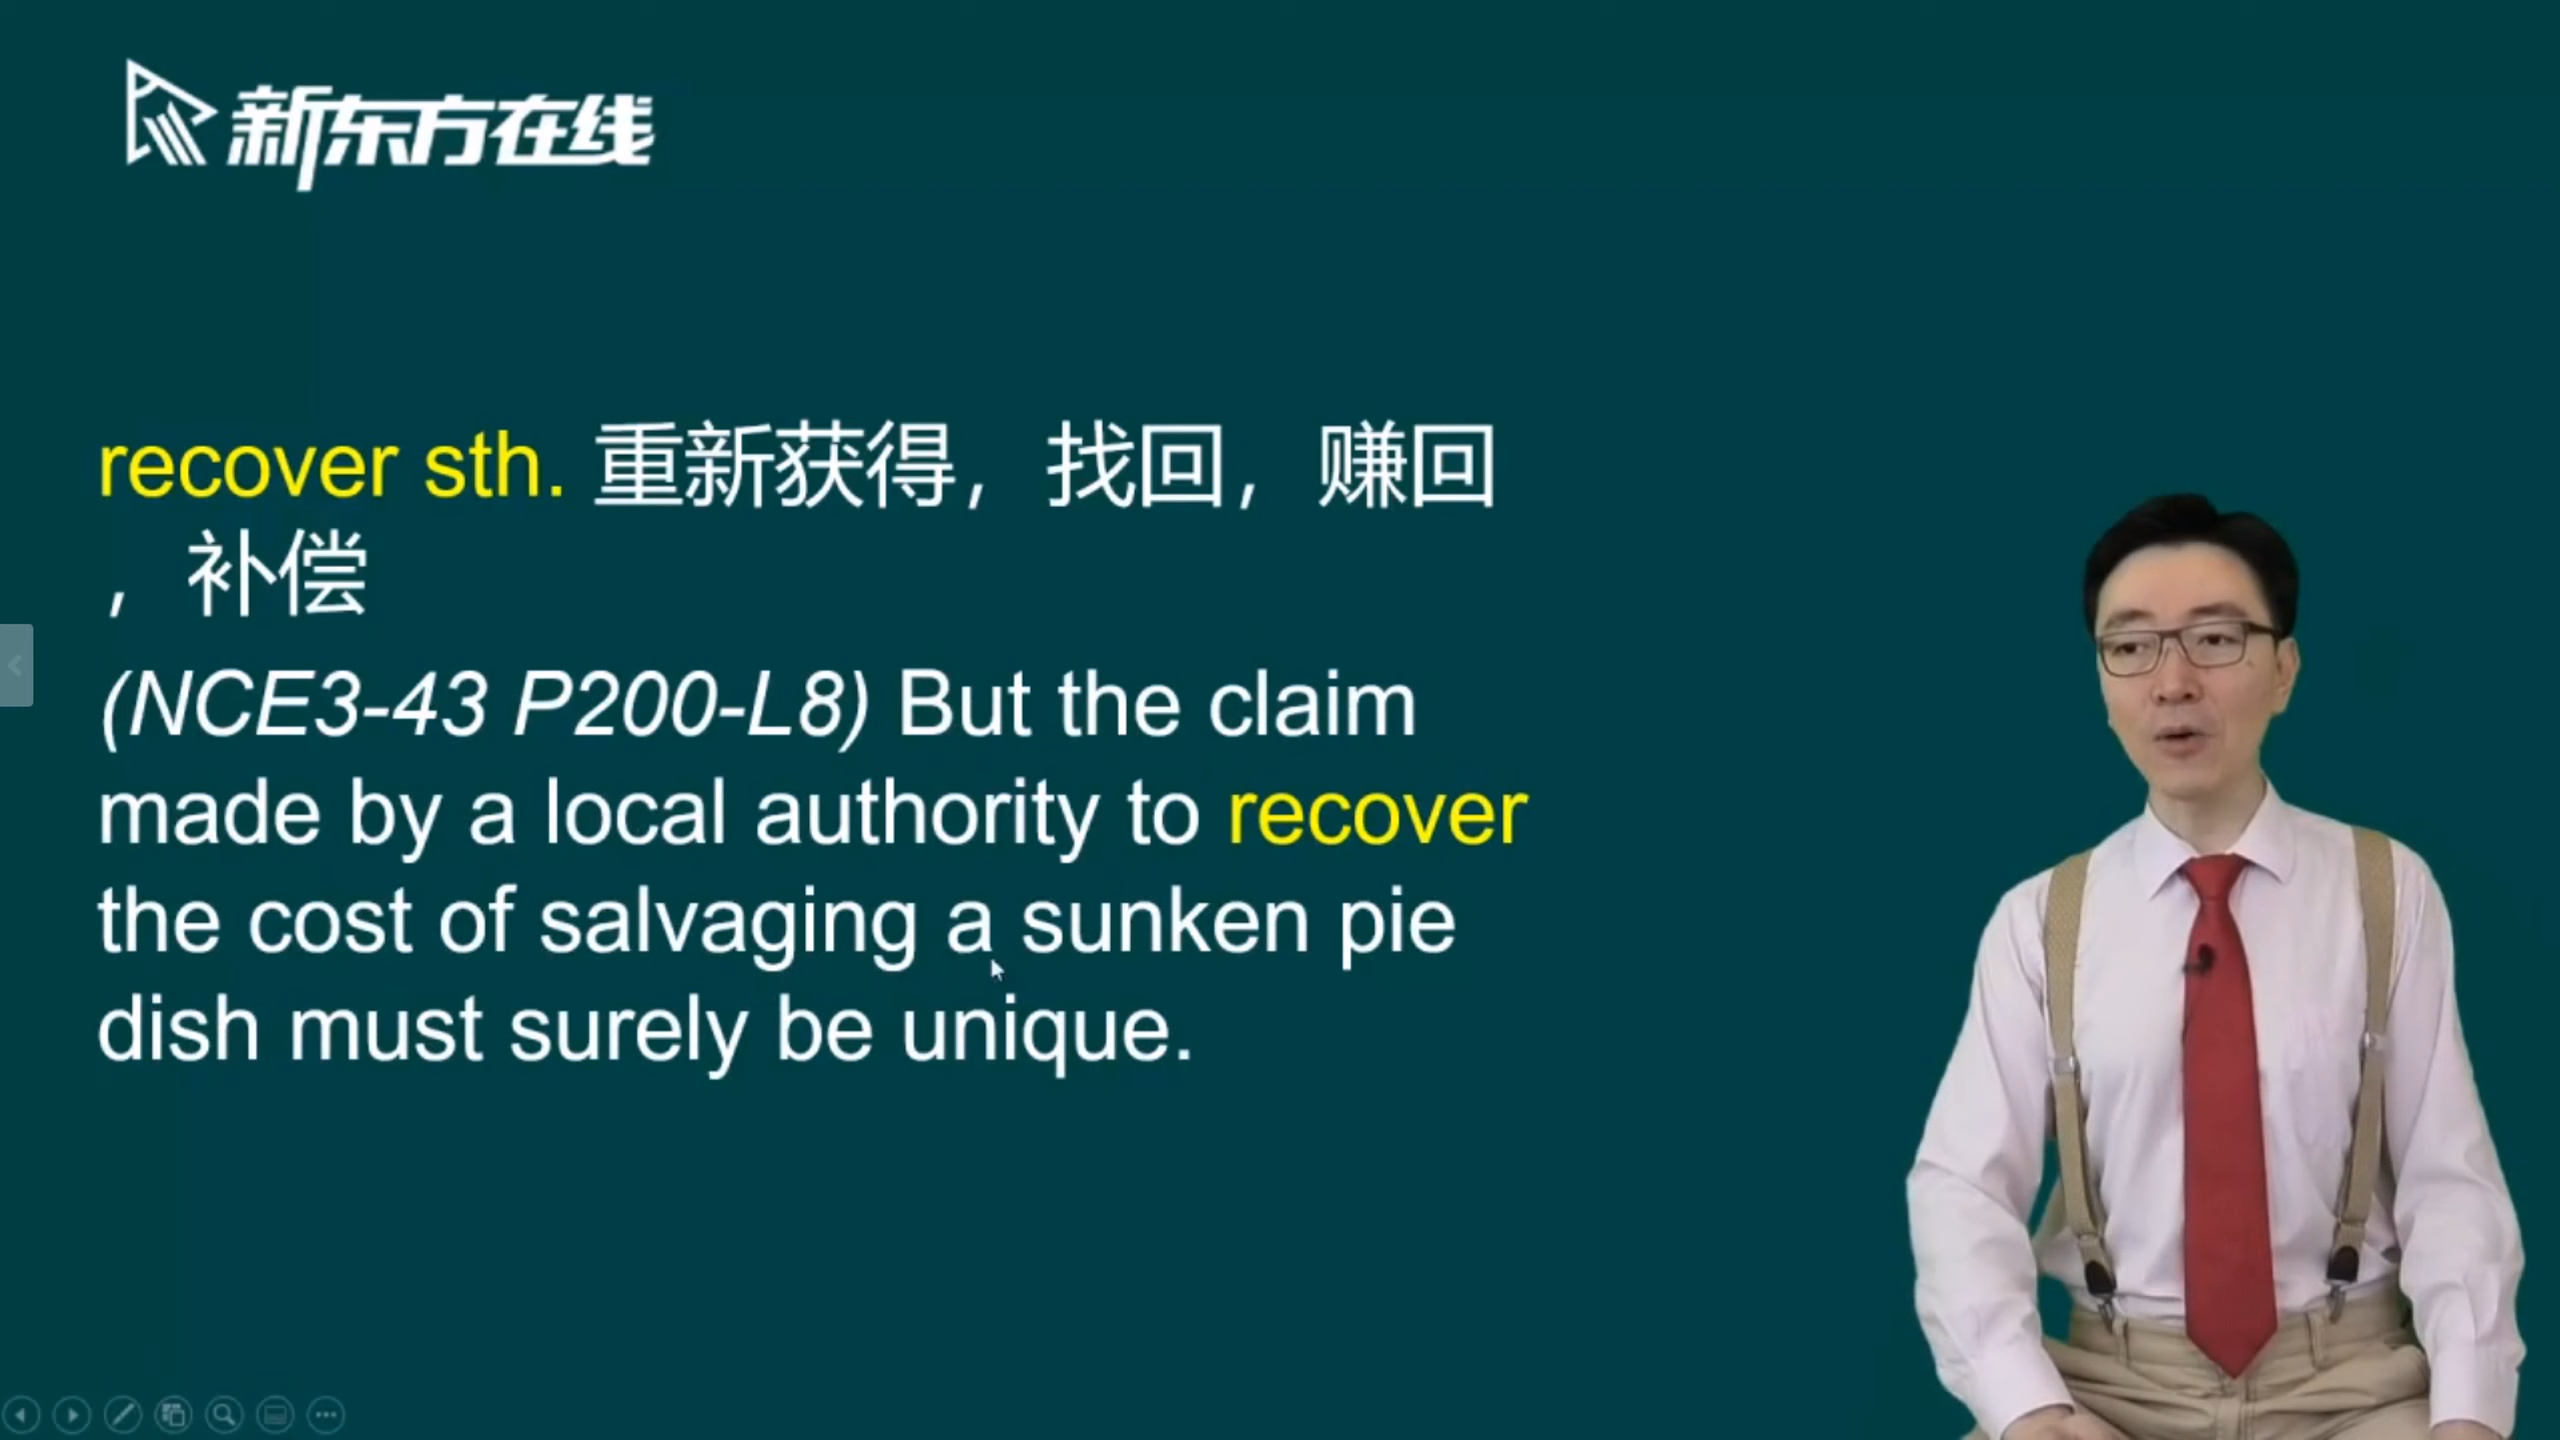 新东方在线
recover sth. 重新获得，找回，赚回
，补偿
(NCE3-43 P200-L8) But the claim
made by a local authority to recover
the cost of salvaging a sunken pie
dish must surely be unique.